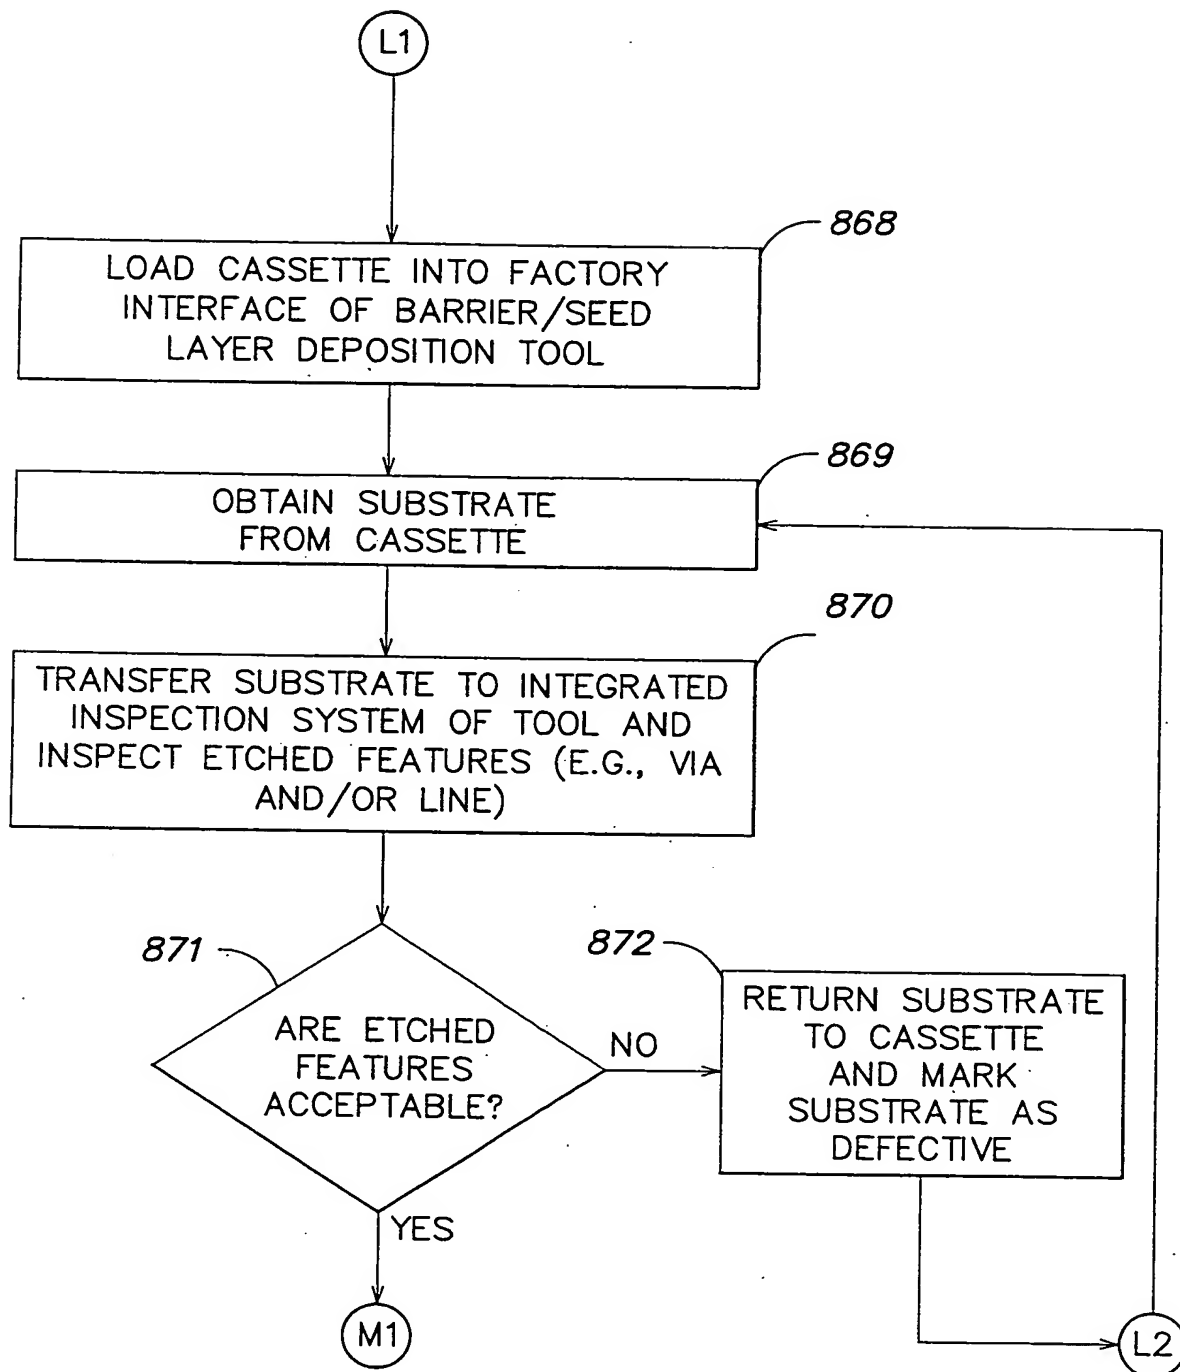 L1
868
LOAD CASSETTE INTO FACTORY
INTERFACE OF BARRIER/SEED
LAYER DEPOSITION TOOL
869
OBTAIN SUBSTRATE
FROM CASSETTE
870
TRANSFER SUBSTRATE TO INTEGRATED
INSPECTION SYSTEM OF TOOL AND
INSPECT ETCHED FEATURES (E.G., VIA
AND/OR LINE)
871
ARE ETCHED
FEATURES
ACCEPTABLE?
NO
872
RETURN SUBSTRATE
TO CASSETTE
AND MARK
SUBSTRATE AS
DEFECTIVE
YES
M1
L2